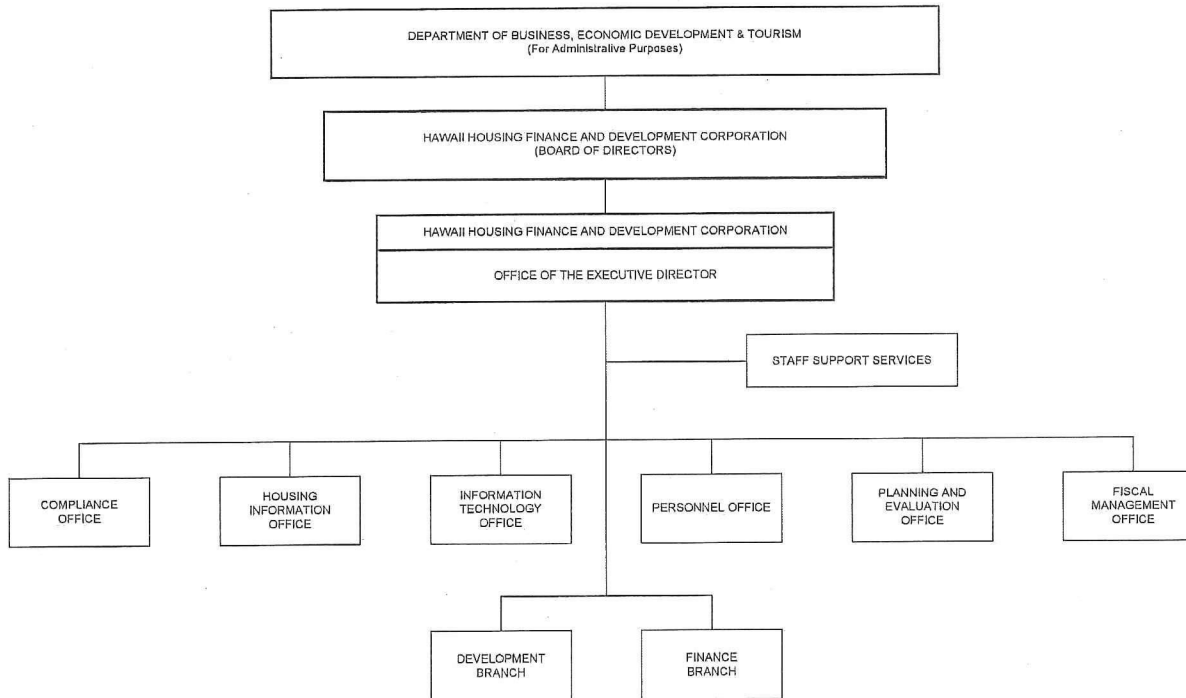 DEPARTMENT OF BUSINESS, ECONOMIC DEVELOPMENT & TOURISM
(For Administrative Purposes)
HAWAII HOUSING FINANCE AND DEVELOPMENT CORPORATION
(BOARD OF DIRECTORS)
HAWAII HOUSING FINANCE AND DEVELOPMENT CORPORATION
OFFICE OF THE EXECUTIVE DIRECTOR
STAFF SUPPORT SERVICES
COMPLIANCE
OFFICE
HOUSING
INFORMATION
OFFICE
INFORMATION
TECHNOLOGY
OFFICE
PERSONNEL OFFICE
PLANNING AND
EVALUATION
OFFICE
FISCAL
MANAGEMENT
OFFICE
DEVELOPMENT
BRANCH
FINANCE
BRANCH